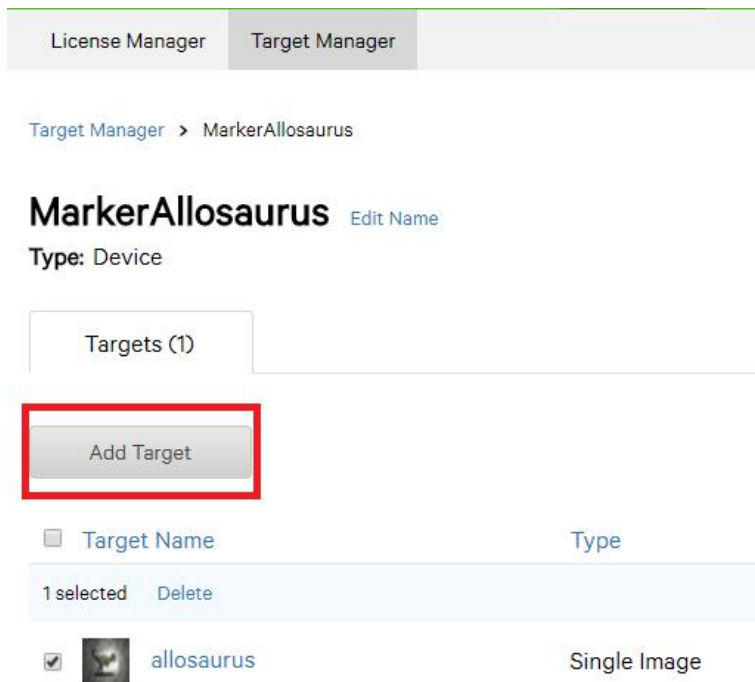 License Manager Target Manager
Target Manager > MarkerAllosaurus
MarkerAllosaurus Edit Name
Type: Device
Targets (1)
Add Target
Target Name Type
1 selected Delete
allosaurus Single Image